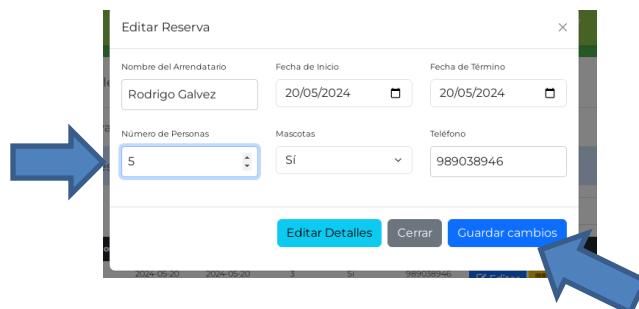 Editar Reserva
Nombre del Arrendatario Fecha de Inicio Fecha de Término
Rodrigo Galvez 20/05/2024 20/05/2024
Número de Personas Mascotas Teléfono
5 Sí 989038946
Editar Detalles Cerrar Guardar cambios
2024-05-20 2024-05-20 3 Sí 989038946 Editar